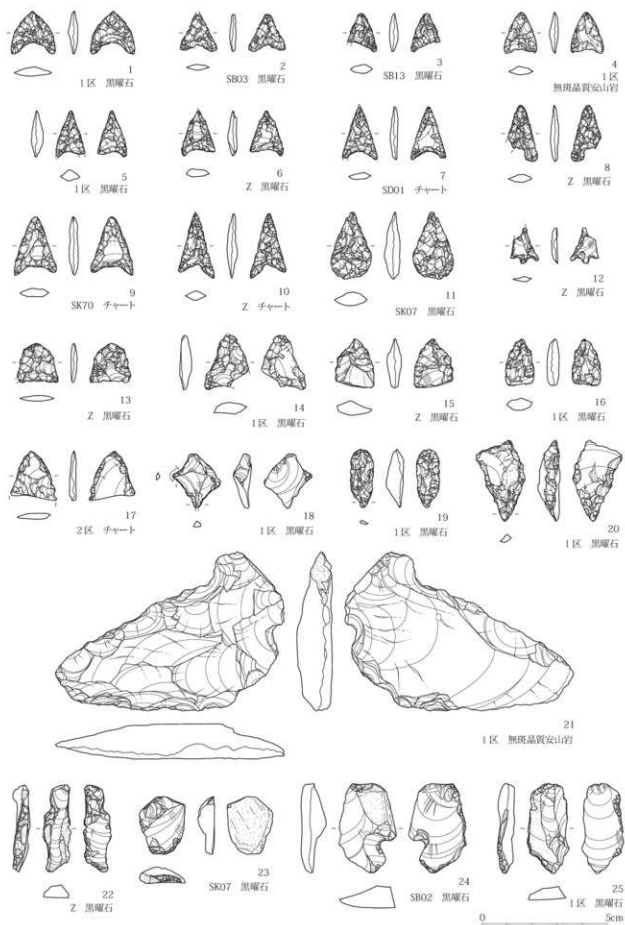 1
1区 黒曜石
2
SB03 黒曜石
3
SB13 黒曜石
4
1区
無斑晶質安山岩
5
1区 黒曜石
6
Z 黒曜石
7
SD01 チャート
8
Z 黒曜石
9
SK70 チャート
10
Z チャート
11
SK07 黒曜石
12
Z 黒曜石
13
Z 黒曜石
14
1区 黒曜石
15
Z 黒曜石
16
1区 黒曜石
17
2区 チャート
18
1区 黒曜石
19
1区 黒曜石
20
1区 黒曜石
21
1区 無斑晶質安山岩
22
Z 黒曜石
23
SK07 黒曜石
24
SB02 黒曜石
25
1区 黒曜石
0 5cm